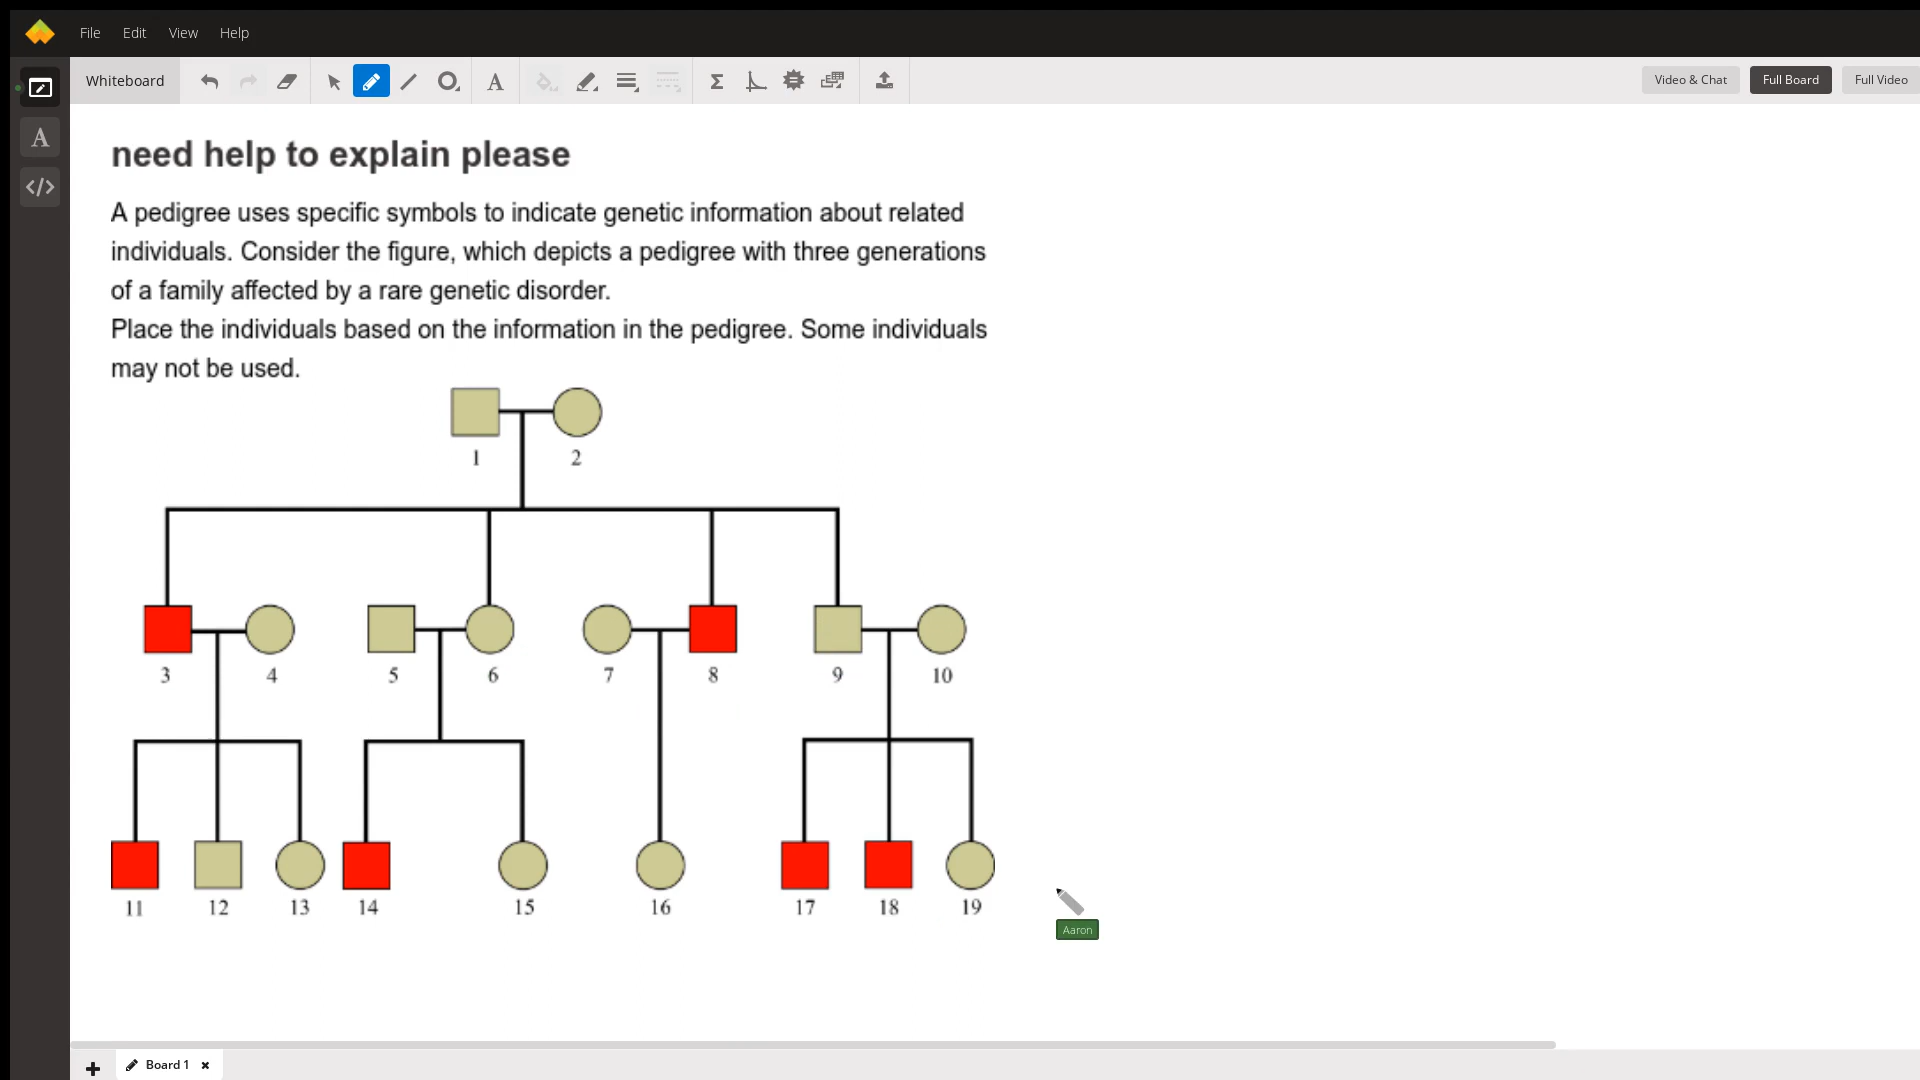 File Edit View Help
Whiteboard
Video & Chat Full Board Full Video
need help to explain please
A pedigree uses specific symbols to indicate genetic information about related
individuals. Consider the figure, which depicts a pedigree with three generations
of a family affected by a rare genetic disorder.
Place the individuals based on the information in the pedigree. Some individuals
may not be used.
1 2
3 4 5 6 7 8 9 10
11 12 13 14 15 16 17 18 19
Aaron
Board 1